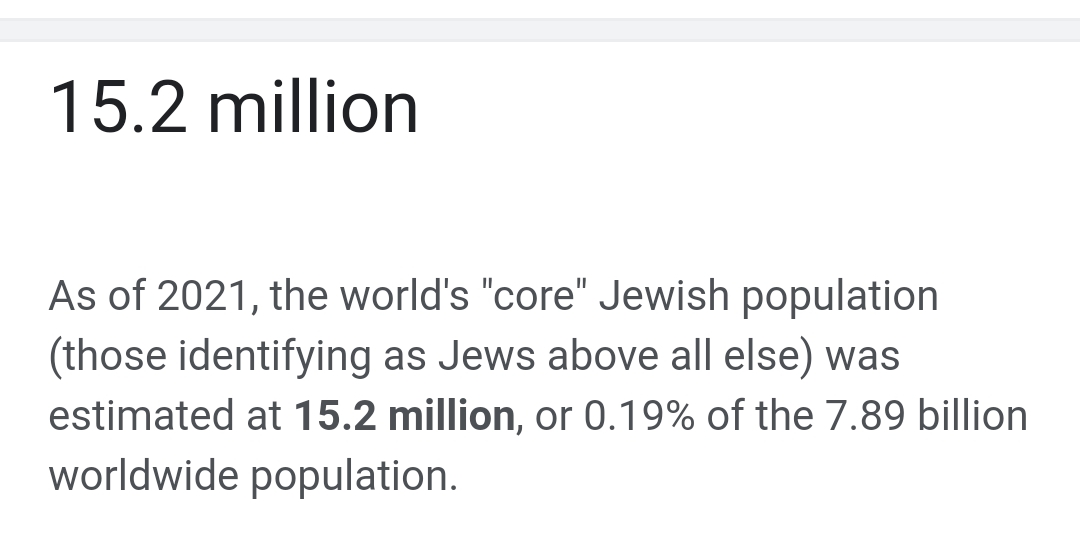 15.2 million
As of 2021, the world's "core" Jewish population
(those identifying as Jews above all else) was
estimated at 15.2 million, or 0.19% of the 7.89 billion
worldwide population.